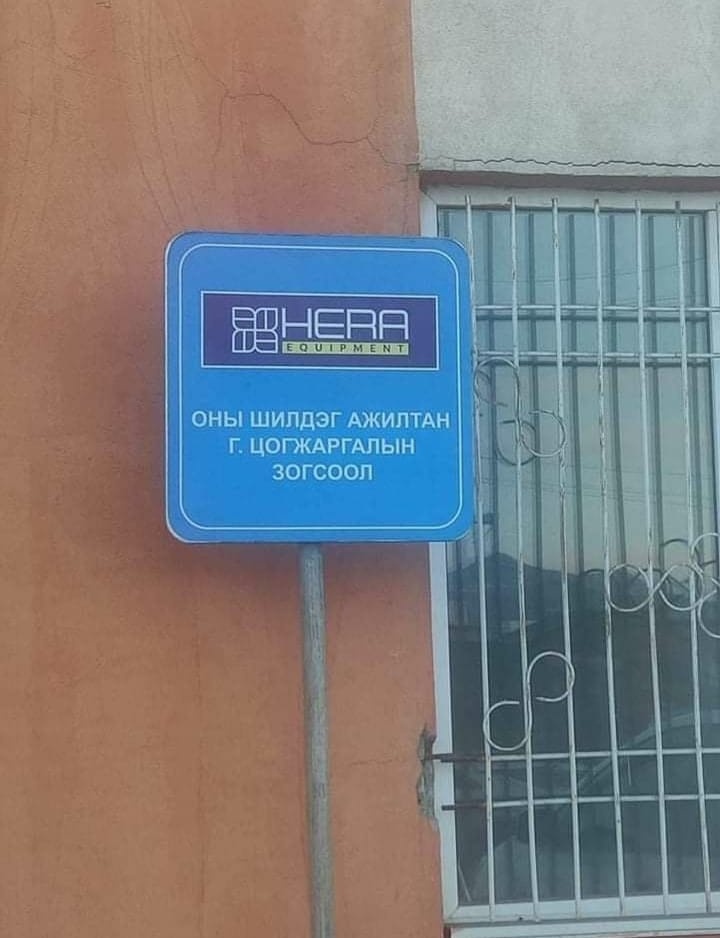 HERA
EQUIPMENT
ОНЫ ШИЛДЭГ АЖИЛТАН
Г. ЦОГЖАРГАЛЫН
ЗОГСООЛ